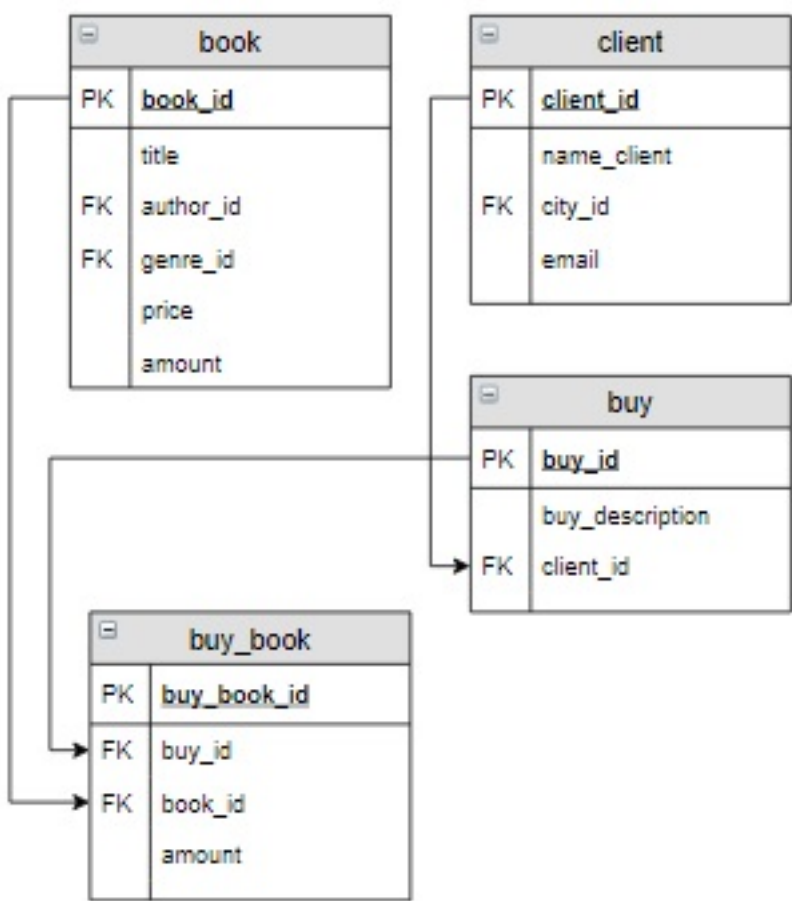 book
PK book_id
title
FK author_id
FK genre_id
price
amount
client
PK client_id
name_client
FK city_id
email
buy
PK buy_id
buy_description
FK client_id
buy_book
PK buy_book_id
FK buy_id
FK book_id
amount